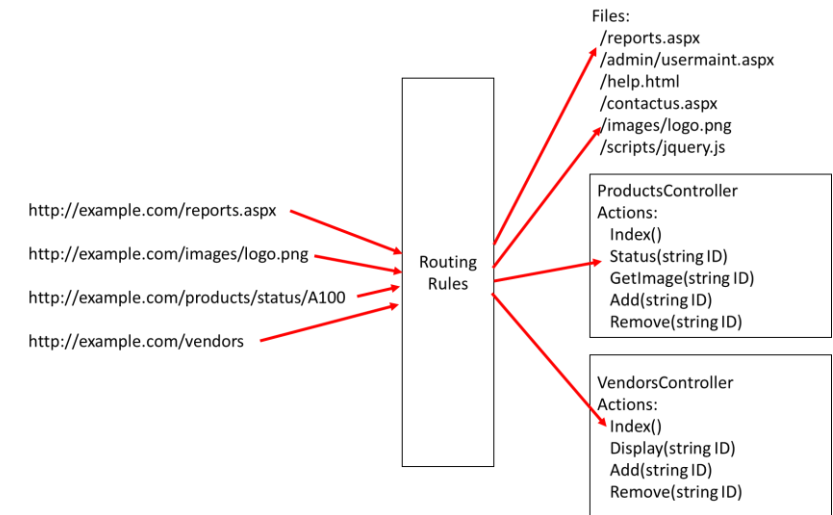 Files:
/reports.aspx
/admin/usermaint.aspx
/help.html
/contactus.aspx
/images/logo.png
/scripts/jquery.js
http://example.com/reports.aspx
http://example.com/images/logo.png
http://example.com/products/status/A100
http://example.com/vendors
Routing
Rules
ProductsController
Actions:
Index()
Status(string ID)
GetImage(string ID)
Add(string ID)
Remove(string ID)
VendorsController
Actions:
Index()
Display(string ID)
Add(string ID)
Remove(string ID)